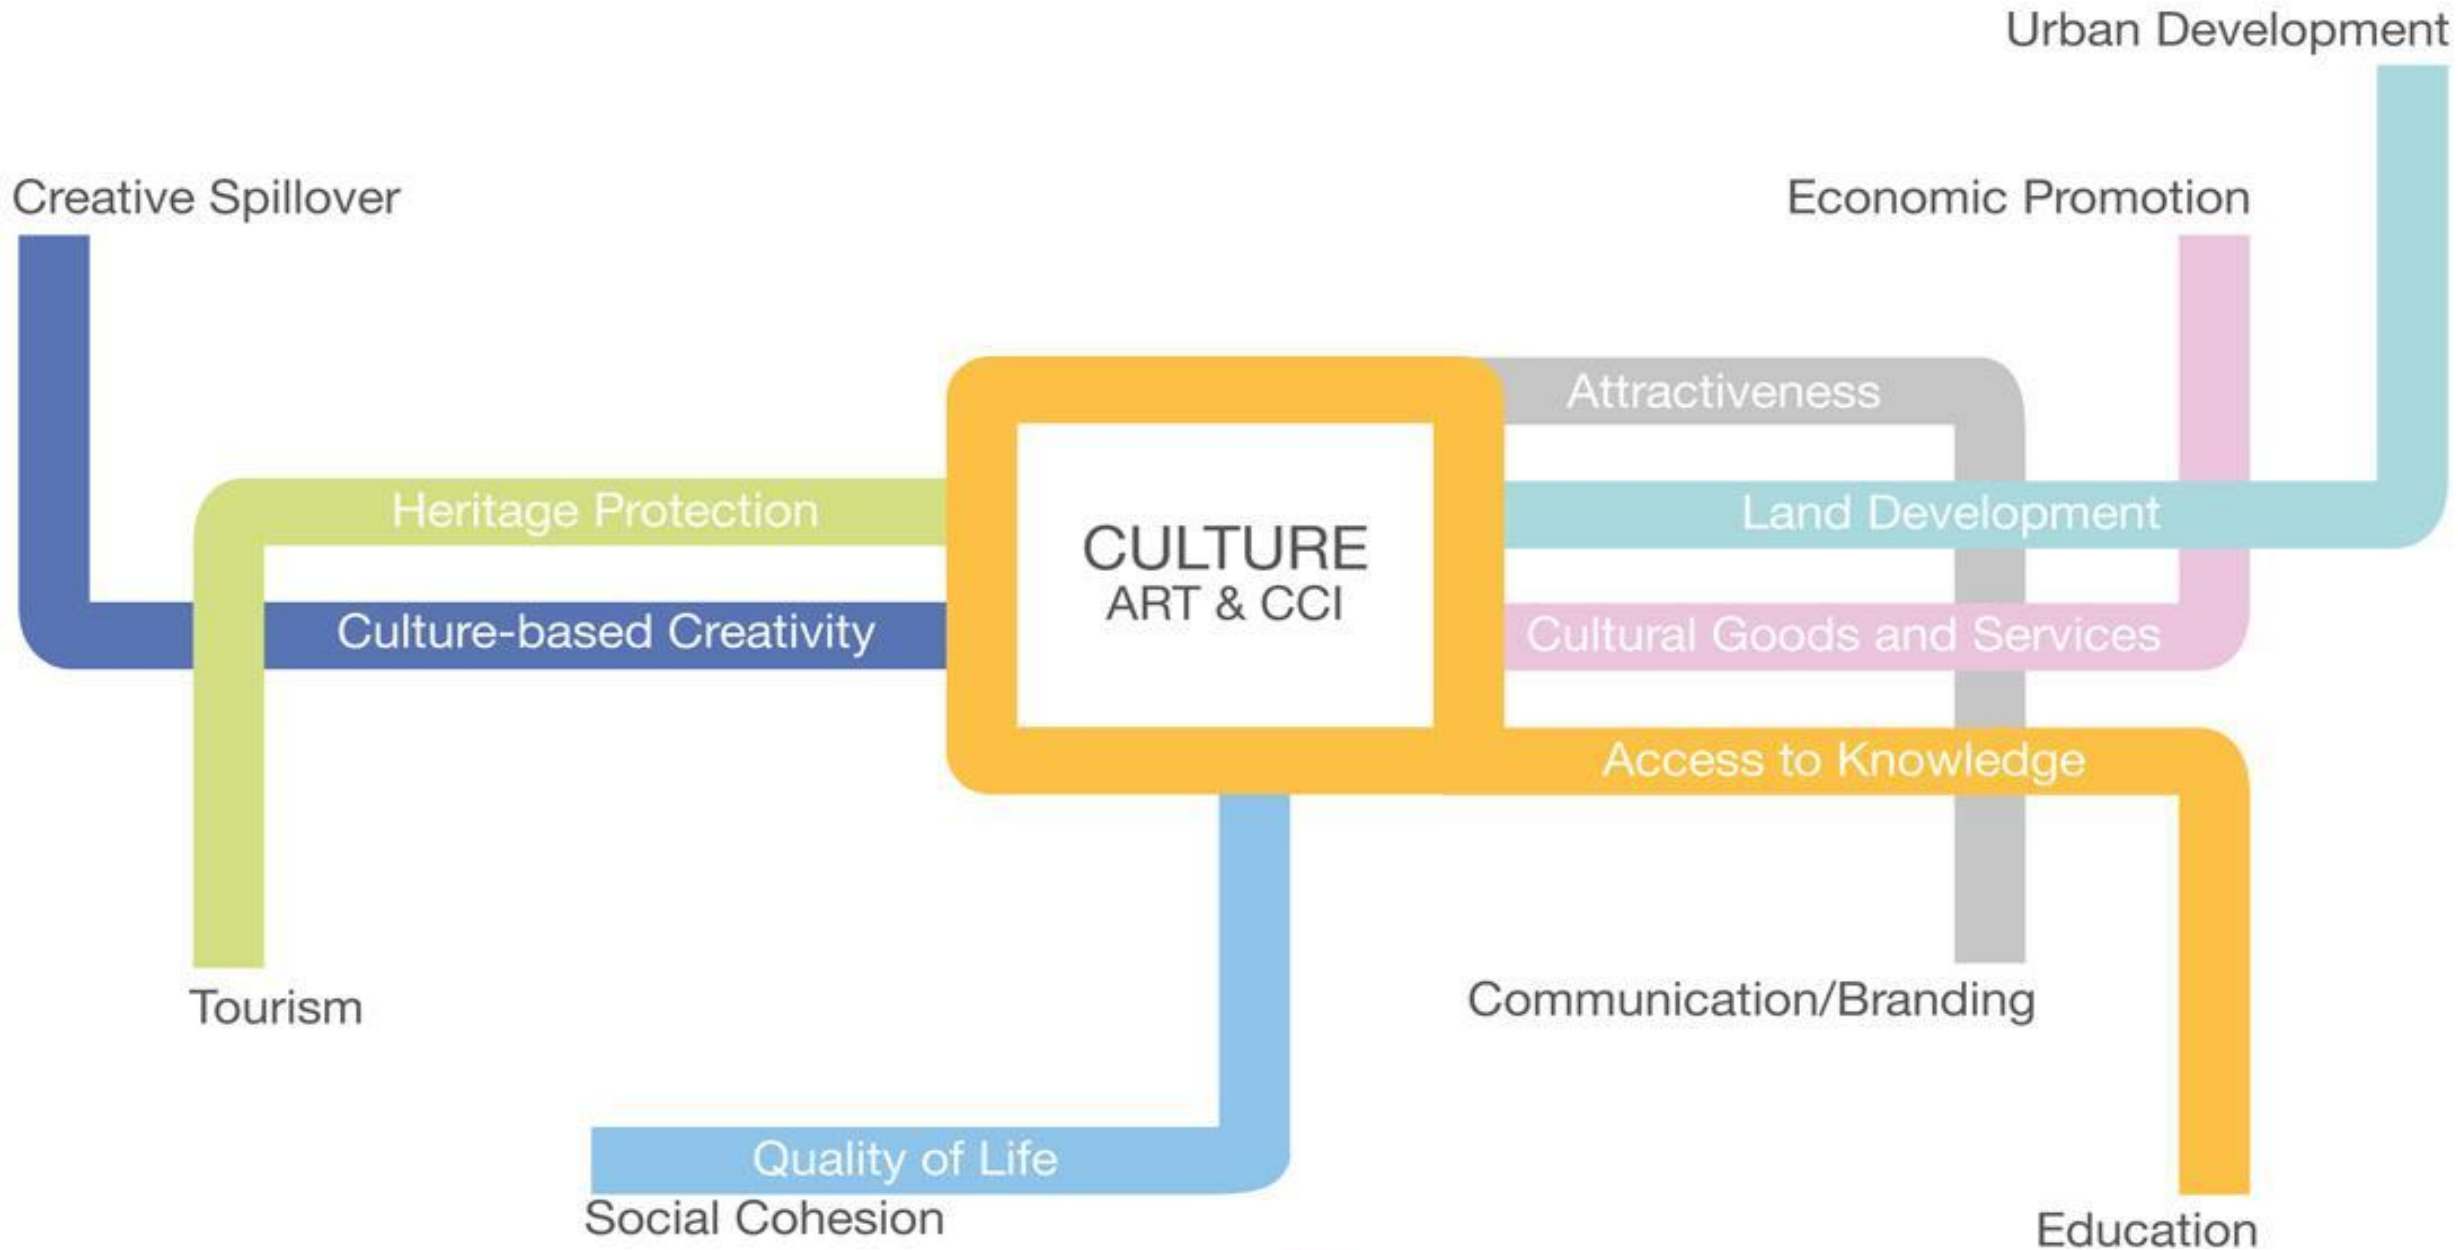 Urban Development
Creative Spillover
Economic Promotion
Attractiveness
Heritage Protection
Land Development
CULTURE
ART & CCI
Culture-based Creativity
Cultural Goods and Services
Access to Knowledge
Tourism
Communication/Branding
Quality of Life
Social Cohesion
Education